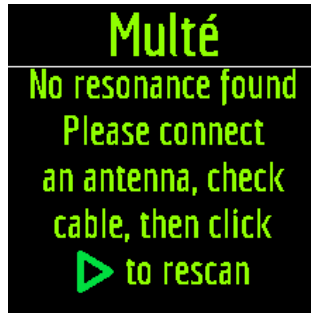 Multé
No resonance found
Please connect
an antenna, check
cable, then click
to rescan